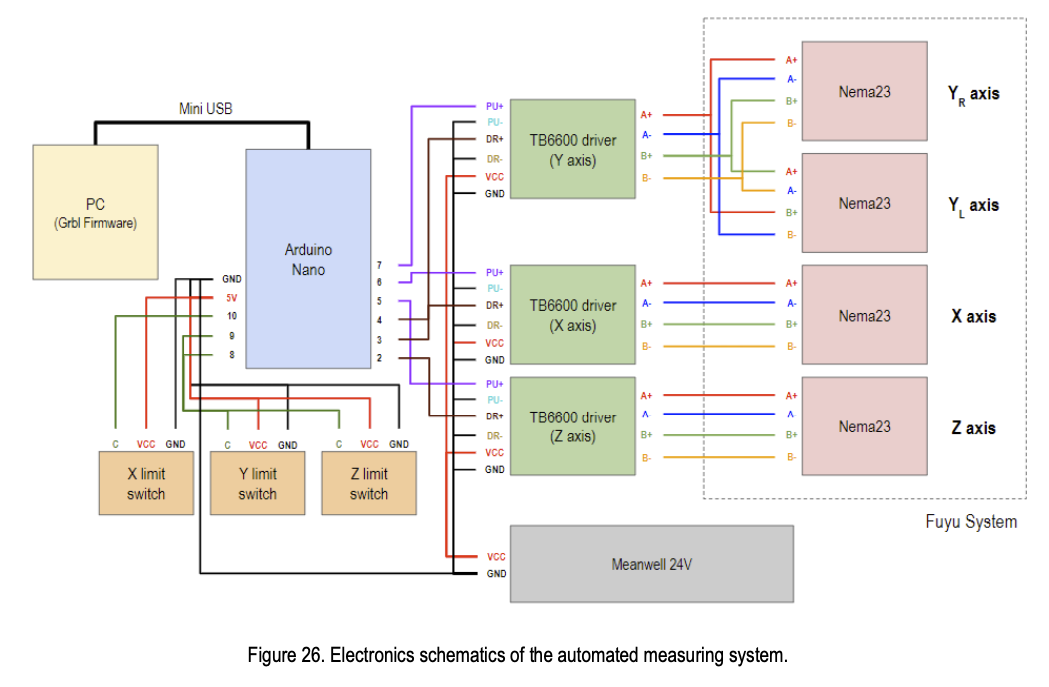 Mini USB
PC
(Grbl Firmware)
Arduino
Nano
GND
5V
10
9
8
7
6
5
4
3
2
C
VCC
GND
X limit
switch
C
VCC
GND
Y limit
switch
C
VCC
GND
Z limit
switch
PU+
PU-
DR+
DR-
VCC
GND
TB6600 driver
(Y axis)
A+
A-
B+
B-
PU+
PU-
DR+
DR-
VCC
GND
TB6600 driver
(X axis)
A+
A-
B+
B-
PU+
PU-
DR+
DR-
VCC
GND
TB6600 driver
(Z axis)
A+
A-
B+
B-
A+
A-
B+
B-
Nema23
YR axis
A+
A-
B+
B-
Nema23
YL axis
A+
A-
B+
B-
Nema23
X axis
A+
A-
B+
B-
Nema23
Z axis
Fuyu System
VCC
GND
Meanwell 24V
Figure 26. Electronics schematics of the automated measuring system.